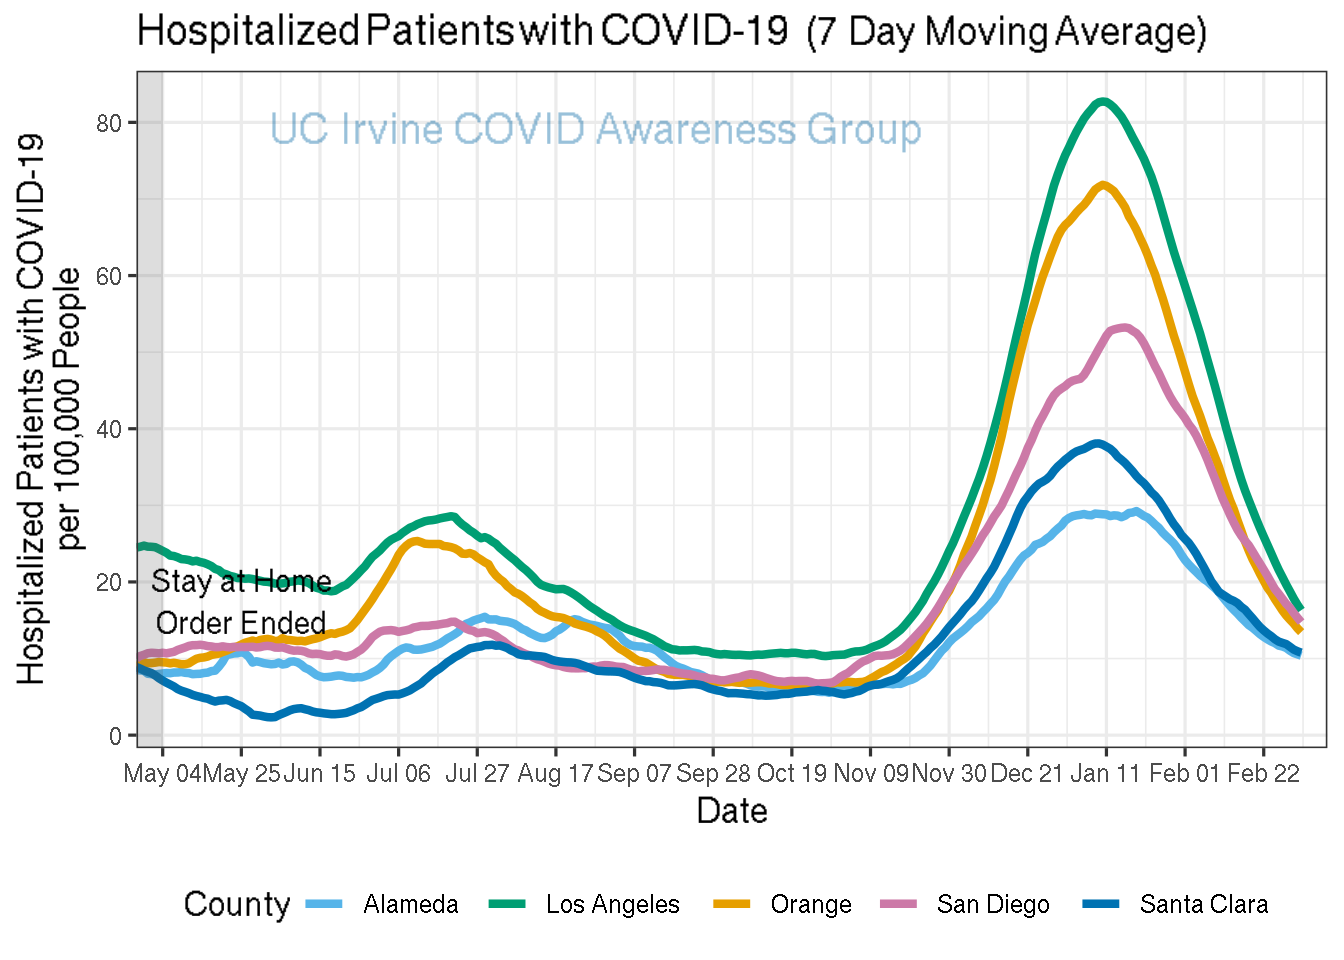 Hospitalized Patients with COVID-19 (7 Day Moving Average)
UC Irvine COVID Awareness Group
Hospitalized Patients with COVID-19
per 100,000 People
80
60
40
20
0
Stay at Home
Order Ended
May 04 May 25 Jun 15 Jul 06 Jul 27 Aug 17 Sep 07 Sep 28 Oct 19 Nov 09 Nov 30 Dec 21 Jan 11 Feb 01 Feb 22
Date
County Alameda Los Angeles Orange San Diego Santa Clara